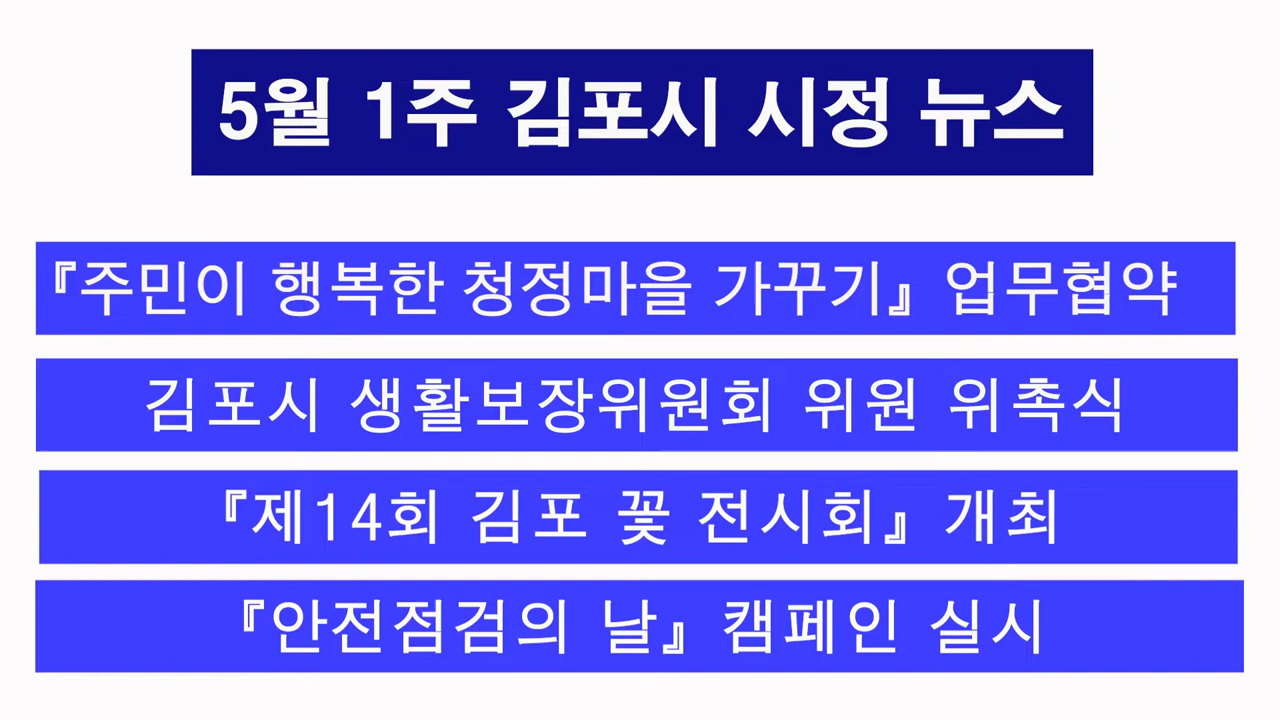 5월 1주 김포시 시정 뉴스
『주민이 행복한 청정마을 가꾸기』 업무협약
김포시 생활보장위원회 위원 위촉식
『제14회 김포 꽃 전시회』 개최
『안전점검의 날』 캠페인 실시